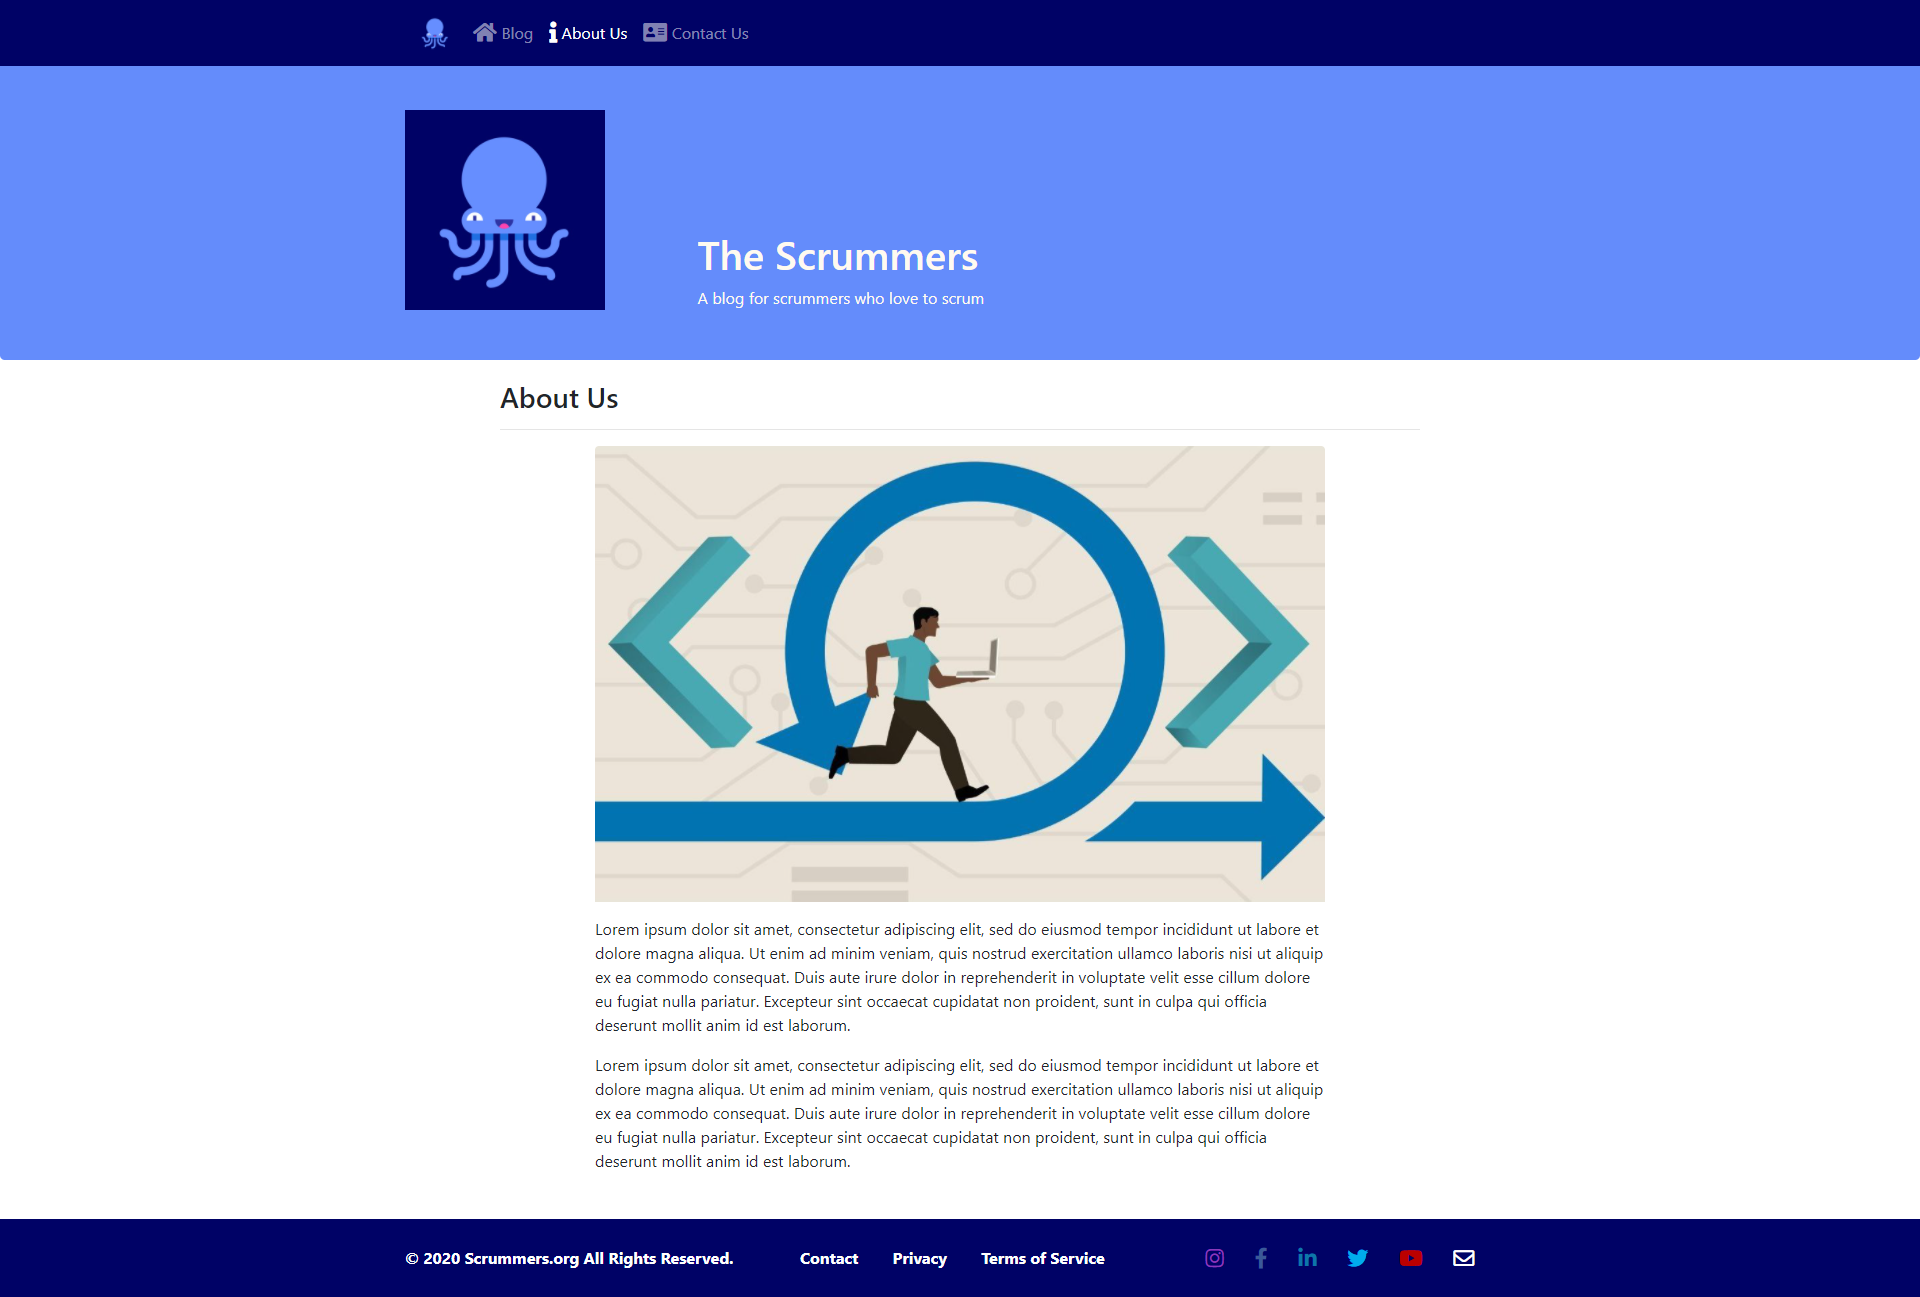 Blog About Us Contact Us
The Scrummers
A blog for scrummers who love to scrum
About Us
Lorem ipsum dolor sit amet, consectetur adipiscing elit, sed do eiusmod tempor incididunt ut labore et
dolore magna aliqua. Ut enim ad minim veniam, quis nostrud exercitation ullamco laboris nisi ut aliquip
ex ea commodo consequat. Duis aute irure dolor in reprehenderit in voluptate velit esse cillum dolore
eu fugiat nulla pariatur. Excepteur sint occaecat cupidatat non proident, sunt in culpa qui officia
deserunt mollit anim id est laborum.
Lorem ipsum dolor sit amet, consectetur adipiscing elit, sed do eiusmod tempor incididunt ut labore et
dolore magna aliqua. Ut enim ad minim veniam, quis nostrud exercitation ullamco laboris nisi ut aliquip
ex ea commodo consequat. Duis aute irure dolor in reprehenderit in voluptate velit esse cillum dolore
eu fugiat nulla pariatur. Excepteur sint occaecat cupidatat non proident, sunt in culpa qui officia
deserunt mollit anim id est laborum.
© 2020 Scrummers.org All Rights Reserved. Contact Privacy Terms of Service